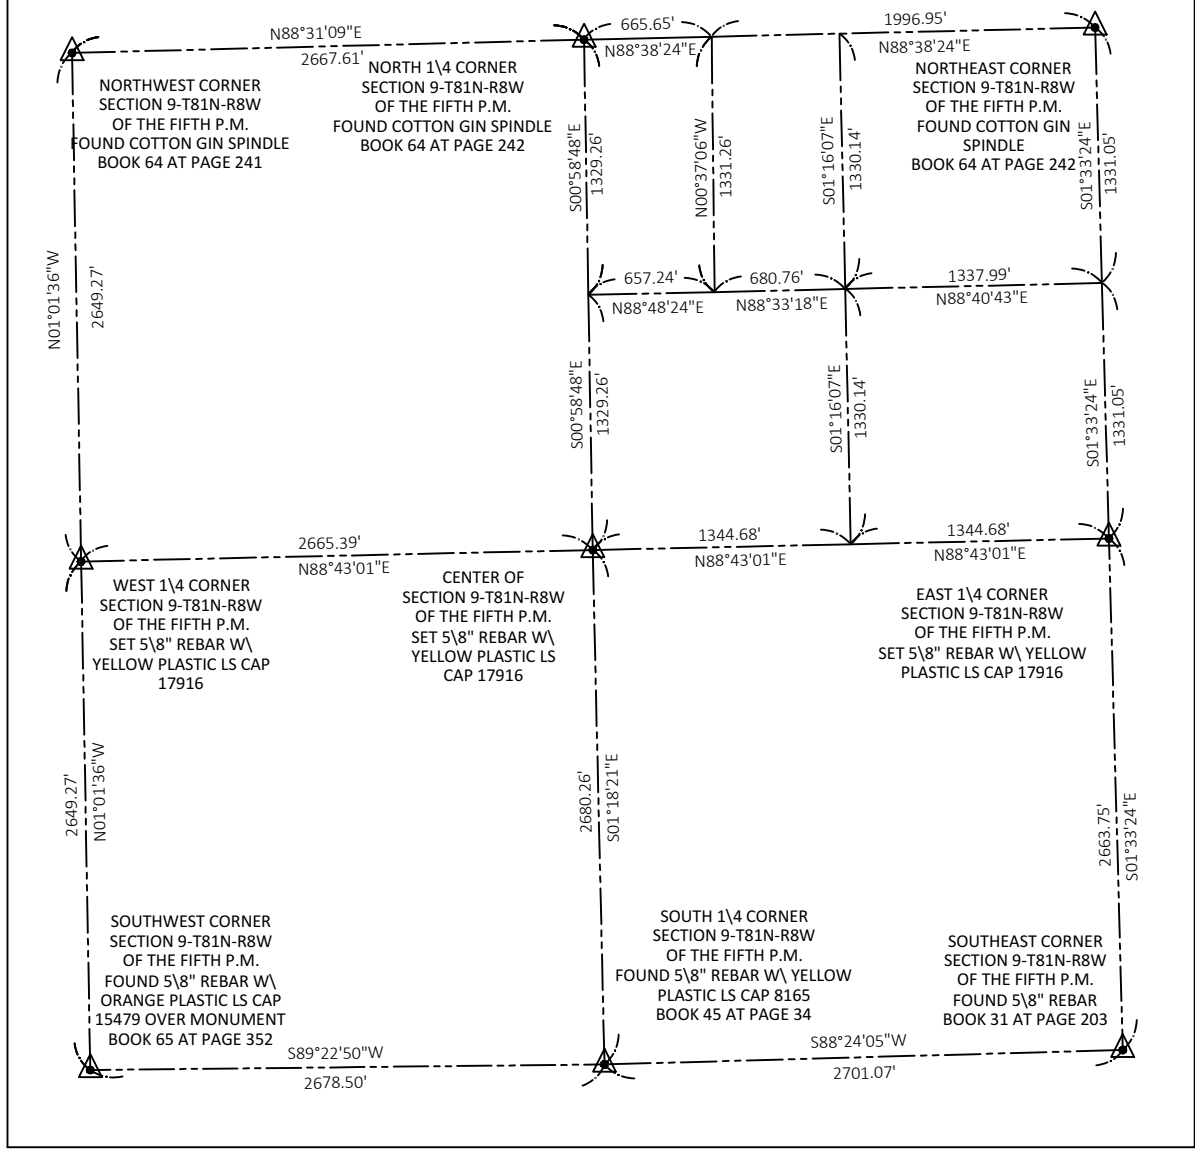 N88°31'09"E
2667.61'
665.65'
N88°38'24"E
1996.95'
N88°38'24"E
NORTHWEST CORNER
SECTION 9-T81N-R8W
OF THE FIFTH P.M.
FOUND COTTON GIN SPINDLE
BOOK 64 AT PAGE 241
NORTH 1\4 CORNER
SECTION 9-T81N-R8W
OF THE FIFTH P.M.
FOUND COTTON GIN SPINDLE
BOOK 64 AT PAGE 242
NORTHEAST CORNER
SECTION 9-T81N-R8W
OF THE FIFTH P.M.
FOUND COTTON GIN
SPINDLE
BOOK 64 AT PAGE 242
S00°58'48"E
1329.26'
N00°37'06"W
1331.26'
S01°16'07"E
1330.14'
S01°33'24"E
1331.05'
N01°01'36"W
2649.27'
657.24'
N88°48'24"E
680.76'
N88°33'18"E
1337.99'
N88°40'43"E
S00°58'48"E
1329.26'
S01°16'07"E
1330.14'
S01°33'24"E
1331.05'
2665.39'
N88°43'01"E
1344.68'
N88°43'01"E
1344.68'
N88°43'01"E
WEST 1\4 CORNER
SECTION 9-T81N-R8W
OF THE FIFTH P.M.
SET 5\8" REBAR W\
YELLOW PLASTIC LS CAP
17916
CENTER OF
SECTION 9-T81N-R8W
OF THE FIFTH P.M.
SET 5\8" REBAR W\
YELLOW PLASTIC LS
CAP 17916
EAST 1\4 CORNER
SECTION 9-T81N-R8W
OF THE FIFTH P.M.
SET 5\8" REBAR W\ YELLOW
PLASTIC LS CAP 17916
2649.27'
N01°01'36"W
2680.26'
S01°18'21"E
2663.75'
S01°33'24"E
SOUTHWEST CORNER
SECTION 9-T81N-R8W
OF THE FIFTH P.M.
FOUND 5\8" REBAR W\
ORANGE PLASTIC LS CAP
15479 OVER MONUMENT
BOOK 65 AT PAGE 352
SOUTH 1\4 CORNER
SECTION 9-T81N-R8W
OF THE FIFTH P.M.
FOUND 5\8" REBAR W\ YELLOW
PLASTIC LS CAP 8165
BOOK 45 AT PAGE 34
SOUTHEAST CORNER
SECTION 9-T81N-R8W
OF THE FIFTH P.M.
FOUND 5\8" REBAR
BOOK 31 AT PAGE 203
S89°22'50"W
2678.50'
S88°24'05"W
2701.07'